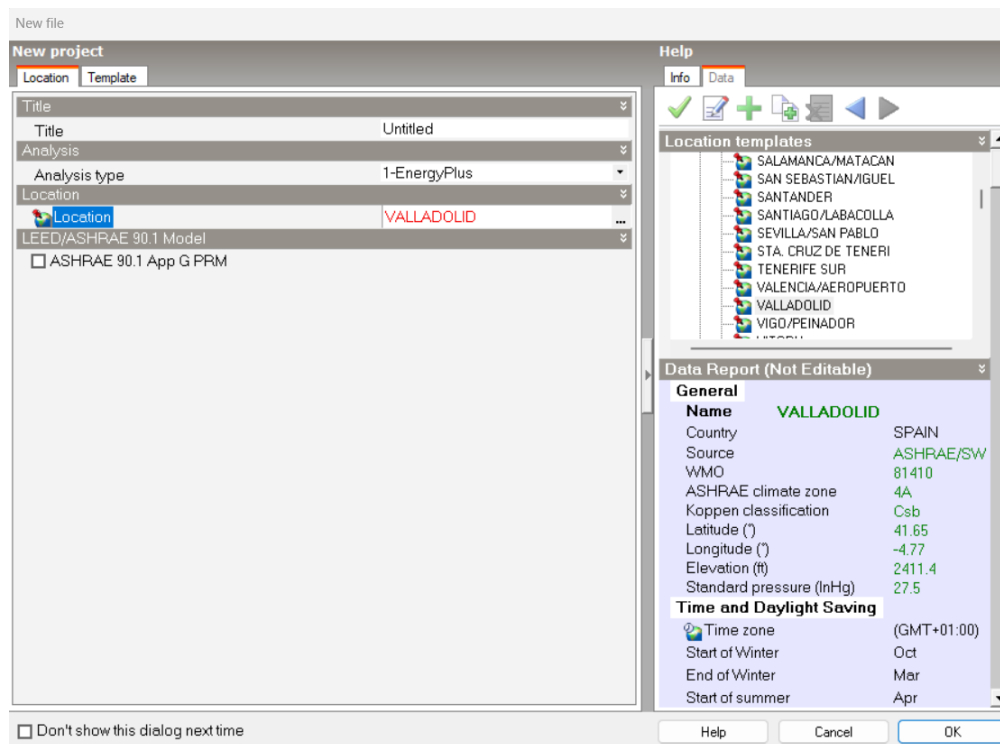 New file
New project
Location Template
Title
Title Untitled
Analysis
Analysis type 1-EnergyPlus
Location
Location VALLADOLID ...
LEED/ASHRAE 90.1 Model
ASHRAE 90.1 App G PRM
Don't show this dialog next time
Help
Info Data
Location templates
SALAMANCA/MATACAN
SAN SEBASTIAN/IGUEL
SANTANDER
SANTIAGO/LABACOLLA
SEVILLA/SAN PABLO
STA. CRUZ DE TENERI
TENERIFE SUR
VALENCIA/AEROPUERTO
VALLADOLID
VIGO/PEINADOR
Data Report (Not Editable)
General
Name VALLADOLID
Country SPAIN
Source ASHRAE/SW
WMO 81410
ASHRAE climate zone 4A
Koppen classification Csb
Latitude (°) 41.65
Longitude (°) -4.77
Elevation (ft) 2411.4
Standard pressure (InHg) 27.5
Time and Daylight Saving
Time zone (GMT+01:00)
Start of Winter Oct
End of Winter Mar
Start of summer Apr
Help Cancel OK